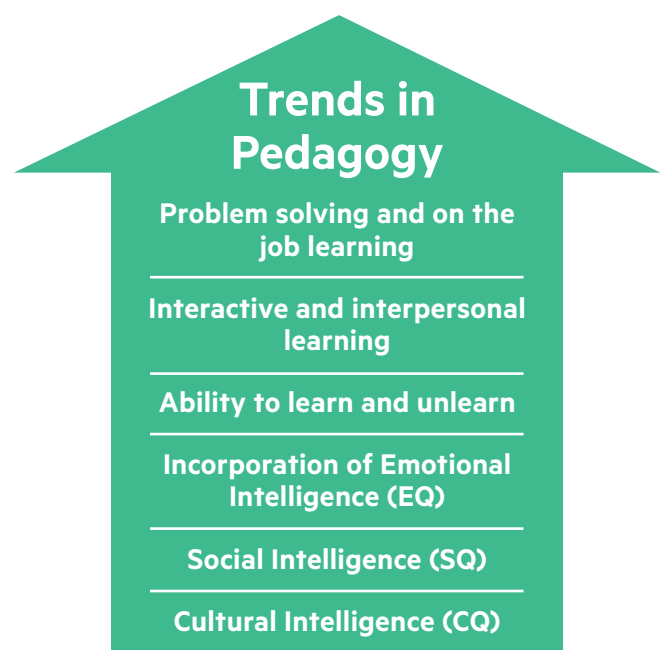 Trends in
Pedagogy
Problem solving and on the
job learning
Interactive and interpersonal
learning
Ability to learn and unlearn
Incorporation of Emotional
Intelligence (EQ)
Social Intelligence (SQ)
Cultural Intelligence (CQ)